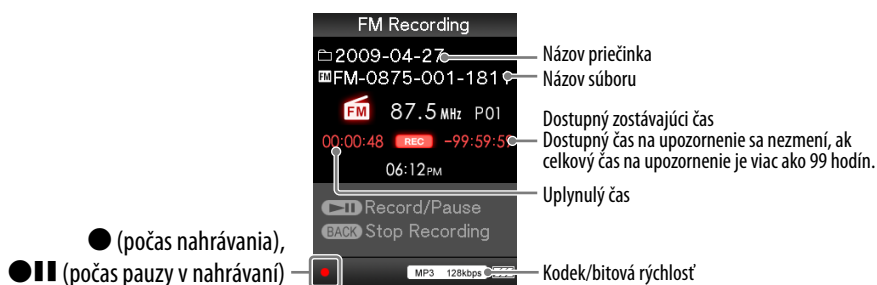 FM Recording
2009-04-27
FM-0875-001-181
FM 87.5 MHz P01
00:00:48 REC -99:59:59
06:12 PM
Record/Pause
BACK Stop Recording
MP3 128kbps
Názov priečinka
Názov súboru
Dostupný zostávajúci čas
Dostupný čas na upozornenie sa nezmení, ak
celkový čas na upozornenie je viac ako 99 hodín.
Uplynulý čas
● (počas nahrávania),
●❚❚ (počas pauzy v nahrávaní)
Kodek/bitová rýchlosť